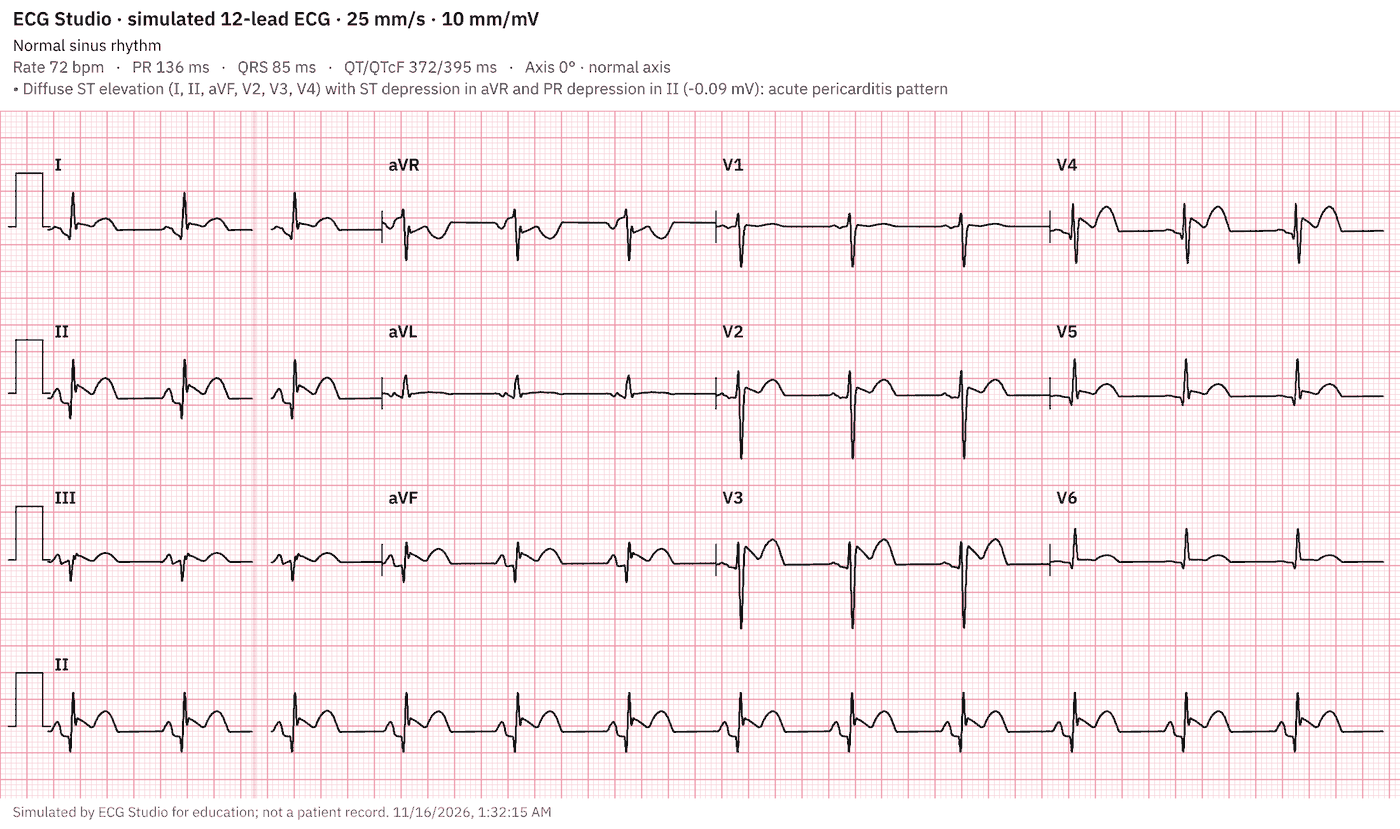 ECG Studio · simulated 12-lead ECG · 25 mm/s · 10 mm/mV
Normal sinus rhythm
Rate 72 bpm · PR 136 ms · QRS 85 ms · QT/QTcF 372/395 ms · Axis 0° · normal axis
• Diffuse ST elevation (I, II, aVF, V2, V3, V4) with ST depression in aVR and PR depression in II (-0.09 mV): acute pericarditis pattern
I aVR V1 V4
II aVL V2 V5
III aVF V3 V6
II
Simulated by ECG Studio for education; not a patient record. 11/16/2026, 1:32:15 AM